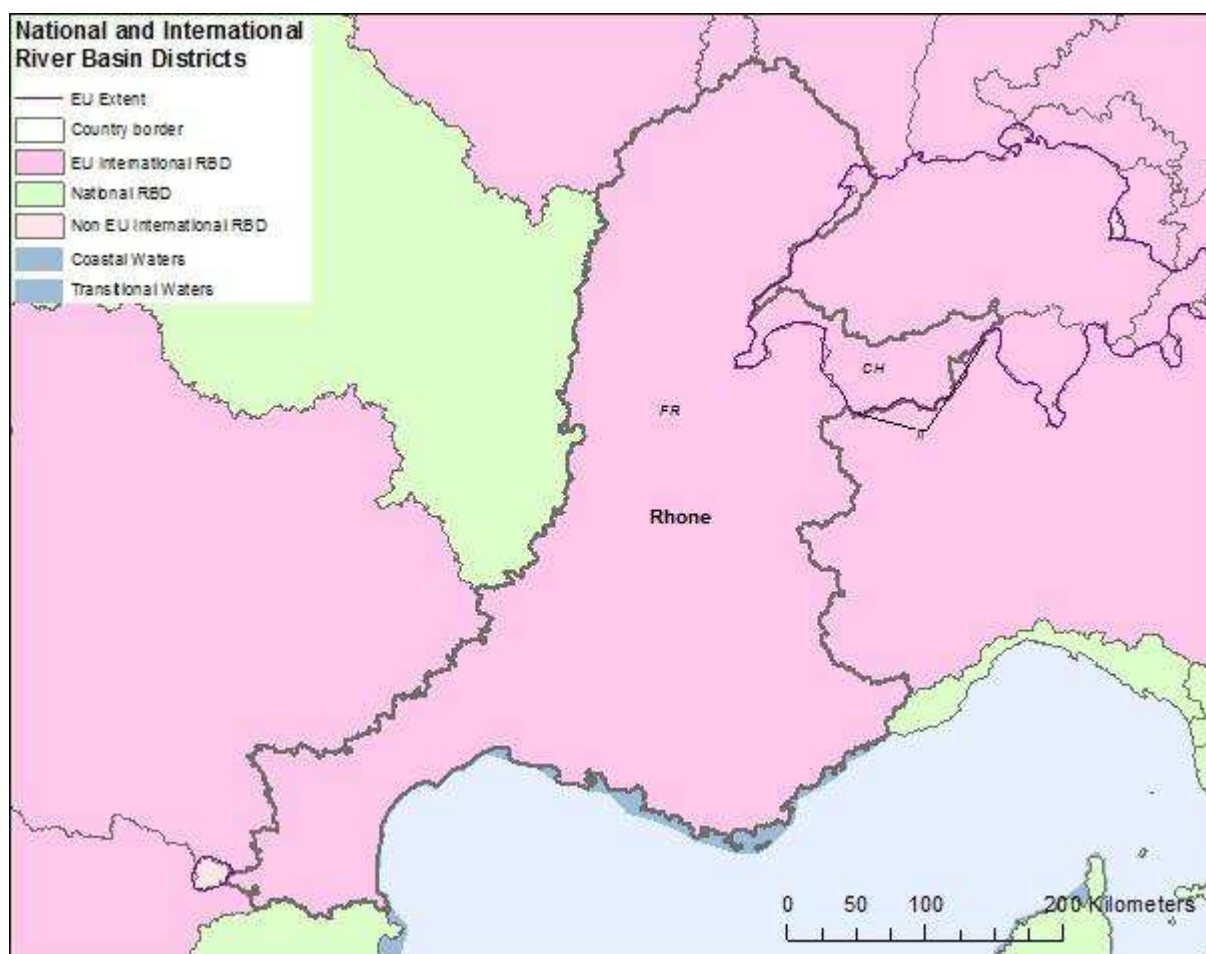 National and International
River Basin Districts
EU Extent
Country border
EU International RBD
National RBD
Non EU International RBD
Coastal Waters
Transitional Waters
CH
FR
IT
Rhone
0 50 100 200 Kilometers